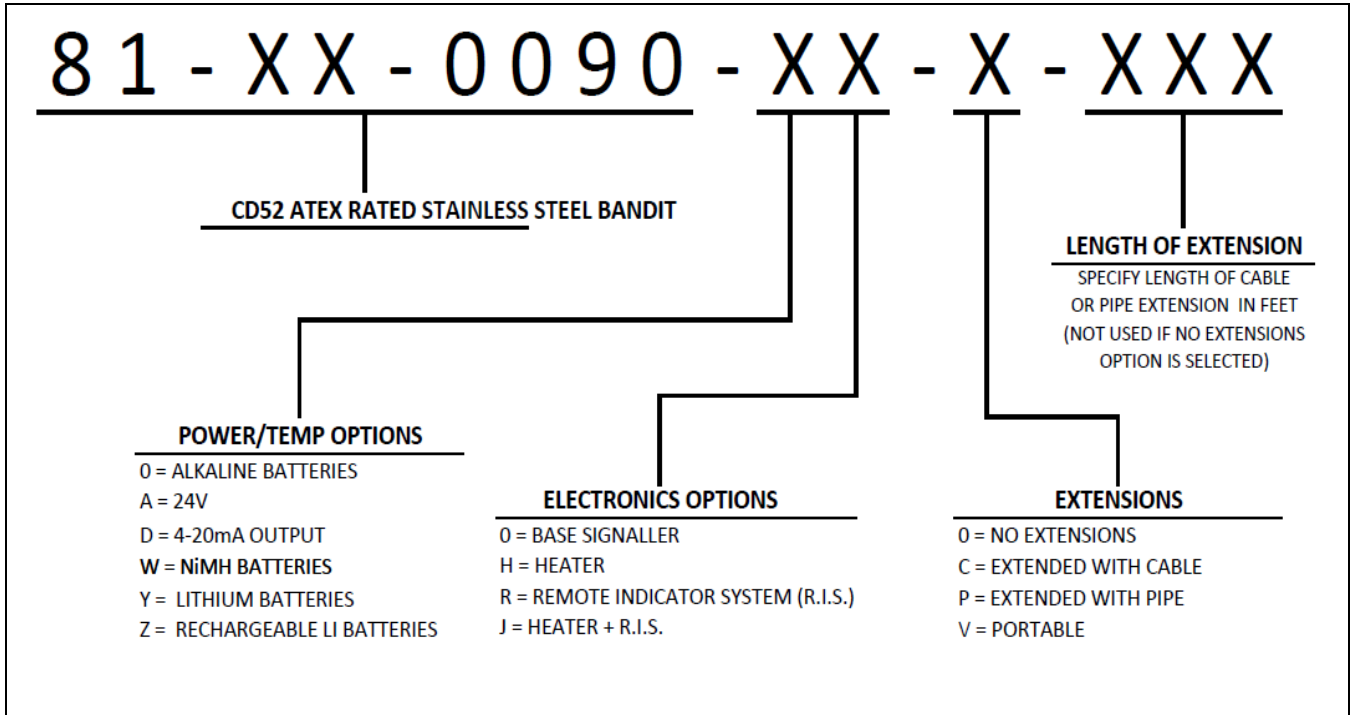 81-XX-0090-XX-X-XXX
CD52 ATEX RATED STAINLESS STEEL BANDIT
LENGTH OF EXTENSION
SPECIFY LENGTH OF CABLE
OR PIPE EXTENSION IN FEET
(NOT USED IF NO EXTENSIONS
OPTION IS SELECTED)
POWER/TEMP OPTIONS
0 = ALKALINE BATTERIES
A = 24V
D = 4-20mA OUTPUT
W = NiMH BATTERIES
Y = LITHIUM BATTERIES
Z = RECHARGEABLE LI BATTERIES
ELECTRONICS OPTIONS
0 = BASE SIGNALLER
H = HEATER
R = REMOTE INDICATOR SYSTEM (R.I.S.)
J = HEATER + R.I.S.
EXTENSIONS
0 = NO EXTENSIONS
C = EXTENDED WITH CABLE
P = EXTENDED WITH PIPE
V = PORTABLE